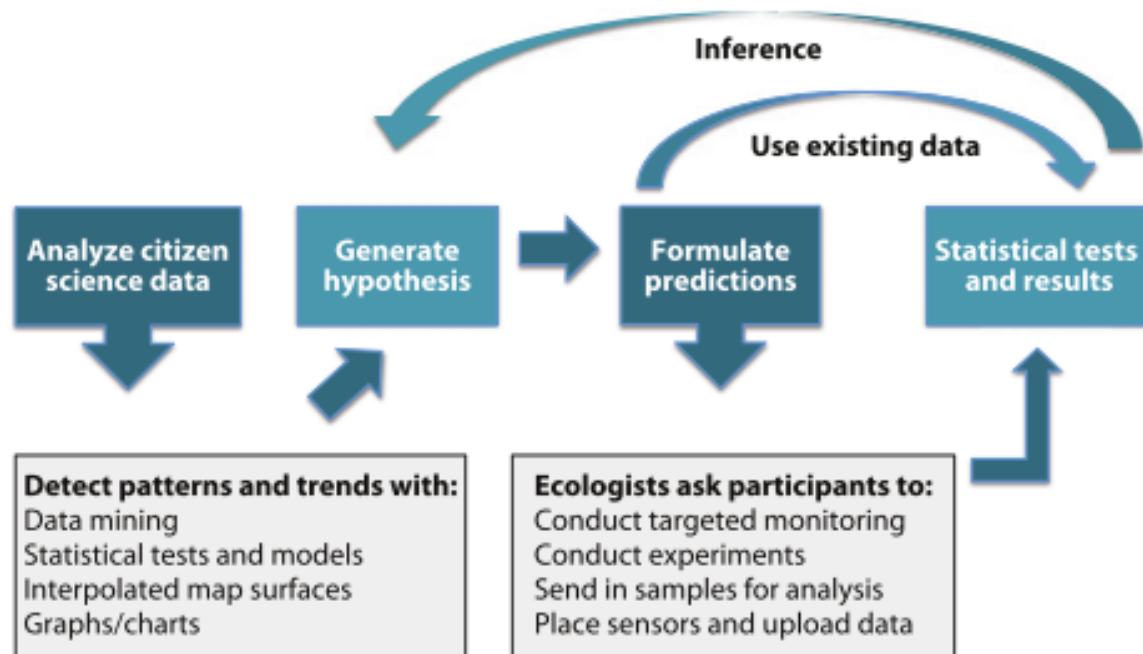 Inference
Use existing data
Analyze citizen
science data
Generate
hypothesis
Formulate
predictions
Statistical tests
and results
Detect patterns and trends with:
Data mining
Statistical tests and models
Interpolated map surfaces
Graphs/charts
Ecologists ask participants to:
Conduct targeted monitoring
Conduct experiments
Send in samples for analysis
Place sensors and upload data